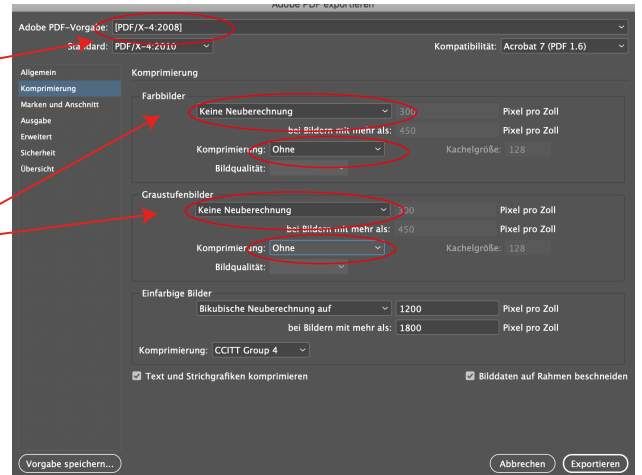 Adobe PDF exportieren
Adobe PDF-Vorgabe: [PDF/X-4:2008]
Standard: PDF/X-4:2010 Kompatibilität: Acrobat 7 (PDF 1.6)
Allgemein
Komprimierung
Marken und Anschnitt
Ausgabe
Erweitert
Sicherheit
Übersicht
Komprimierung
Farbbilder
Keine Neuberechnung 300 Pixel pro Zoll
bei Bildern mit mehr als: 450 Pixel pro Zoll
Komprimierung: Ohne Kachelgröße: 128
Bildqualität:
Graustufenbilder
Keine Neuberechnung 300 Pixel pro Zoll
bei Bildern mit mehr als: 450 Pixel pro Zoll
Komprimierung: Ohne Kachelgröße: 128
Bildqualität:
Einfarbige Bilder
Bikubische Neuberechnung auf 1200 Pixel pro Zoll
bei Bildern mit mehr als: 1800 Pixel pro Zoll
Komprimierung: CCITT Group 4
Text und Strichgrafiken komprimieren Bilddaten auf Rahmen beschneiden
Vorgabe speichern... Abbrechen Exportieren